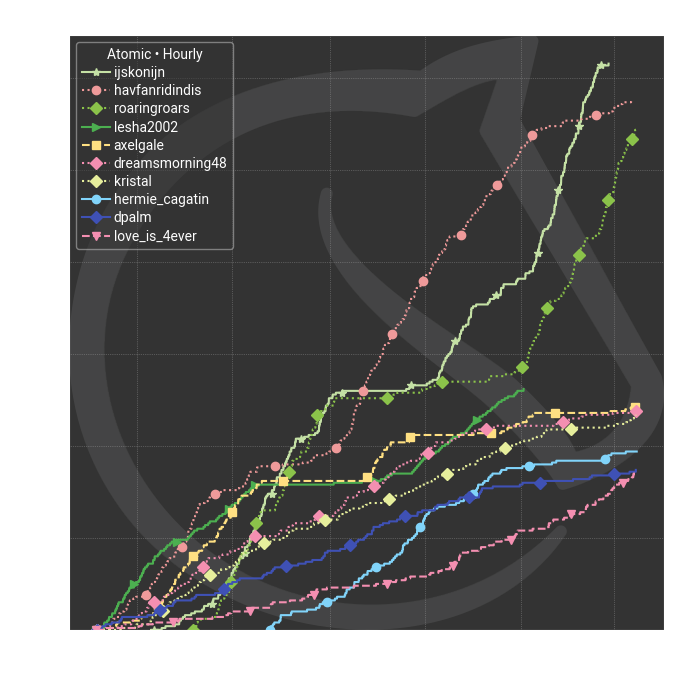 Atomic • Hourly
ijskonijn
havfanridindis
roaringroars
lesha2002
axelgale
dreamsmorning48
kristal
hermie_cagatin
dpalm
love_is_4ever